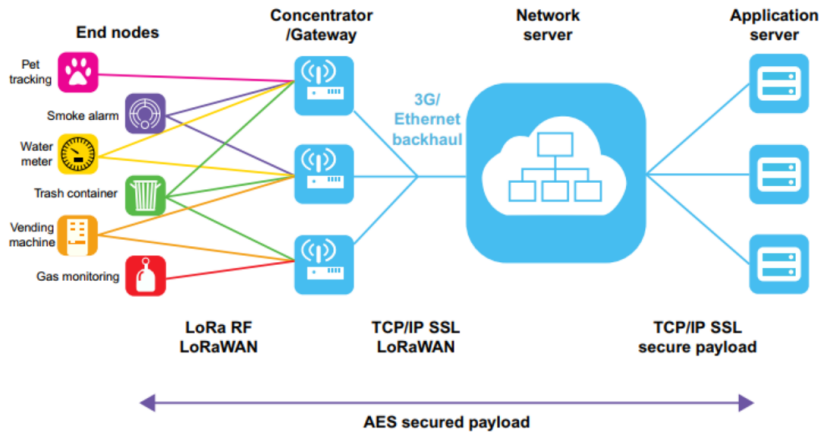 End nodes
Concentrator
/Gateway
Network
server
Application
server
Pet
tracking
Smoke alarm
Water
meter
Trash container
Vending
machine
Gas monitoring
3G/
Ethernet
backhaul
LoRa RF
LoRaWAN
TCP/IP SSL
LoRaWAN
TCP/IP SSL
secure payload
AES secured payload